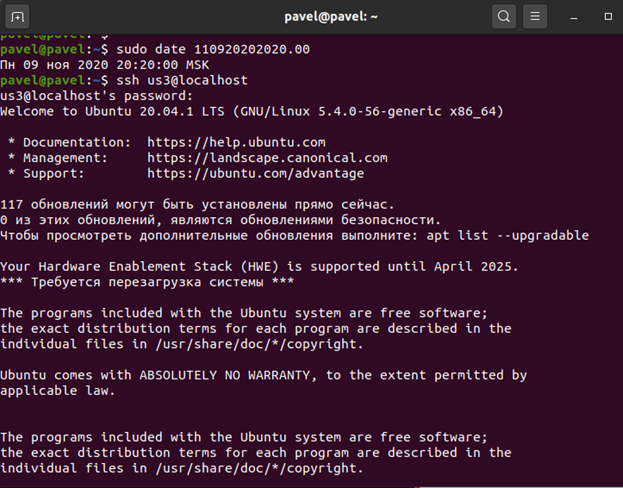 pavel@pavel: ~
pavel@pavel:~$
pavel@pavel:~$ sudo date 110920202020.00
Пн 09 ноя 2020 20:20:00 MSK
pavel@pavel:~$ ssh us3@localhost
us3@localhost's password:
Welcome to Ubuntu 20.04.1 LTS (GNU/Linux 5.4.0-56-generic x86_64)
* Documentation: https://help.ubuntu.com
* Management: https://landscape.canonical.com
* Support: https://ubuntu.com/advantage
117 обновлений могут быть установлены прямо сейчас.
0 из этих обновлений, являются обновлениями безопасности.
Чтобы просмотреть дополнительные обновления выполните: apt list --upgradable
Your Hardware Enablement Stack (HWE) is supported until April 2025.
*** Требуется перезагрузка системы ***
The programs included with the Ubuntu system are free software;
the exact distribution terms for each program are described in the
individual files in /usr/share/doc/*/copyright.
Ubuntu comes with ABSOLUTELY NO WARRANTY, to the extent permitted by
applicable law.
The programs included with the Ubuntu system are free software;
the exact distribution terms for each program are described in the
individual files in /usr/share/doc/*/copyright.